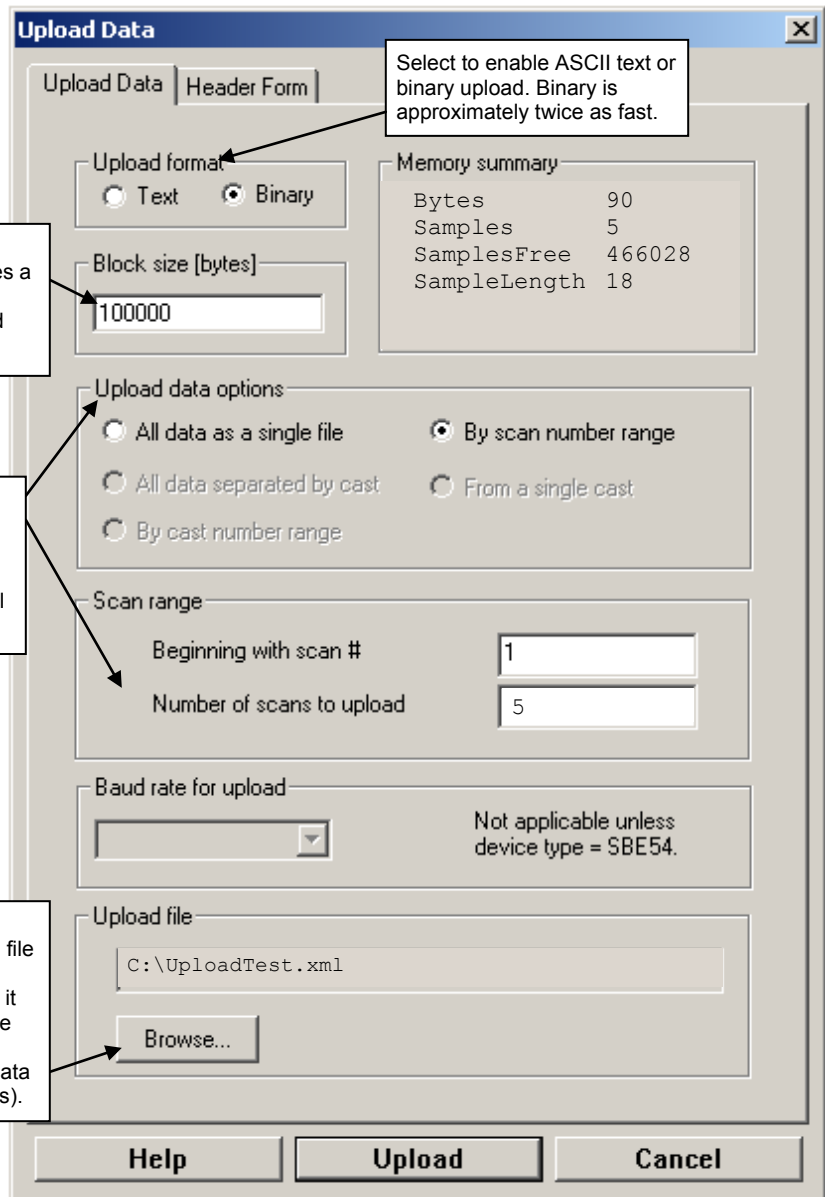 Upload Data
Select to enable ASCII text or
binary upload. Binary is
approximately twice as fast.
Upload Data
Header Form
Upload format
Text
Binary
Memory summary
Bytes 90
Samples 5
SamplesFree 466028
SampleLength 18
a
Block size [bytes]
100000
Upload data options
All data as a single file
By scan number range
All data separated by cast
From a single cast
By cast number range
Scan range
Beginning with scan #
1
Number of scans to upload
5
Baud rate for upload
Not applicable unless
device type = SBE54.
Upload file
file
C:\UploadTest.xml
it
Browse...
Help
Upload
Cancel